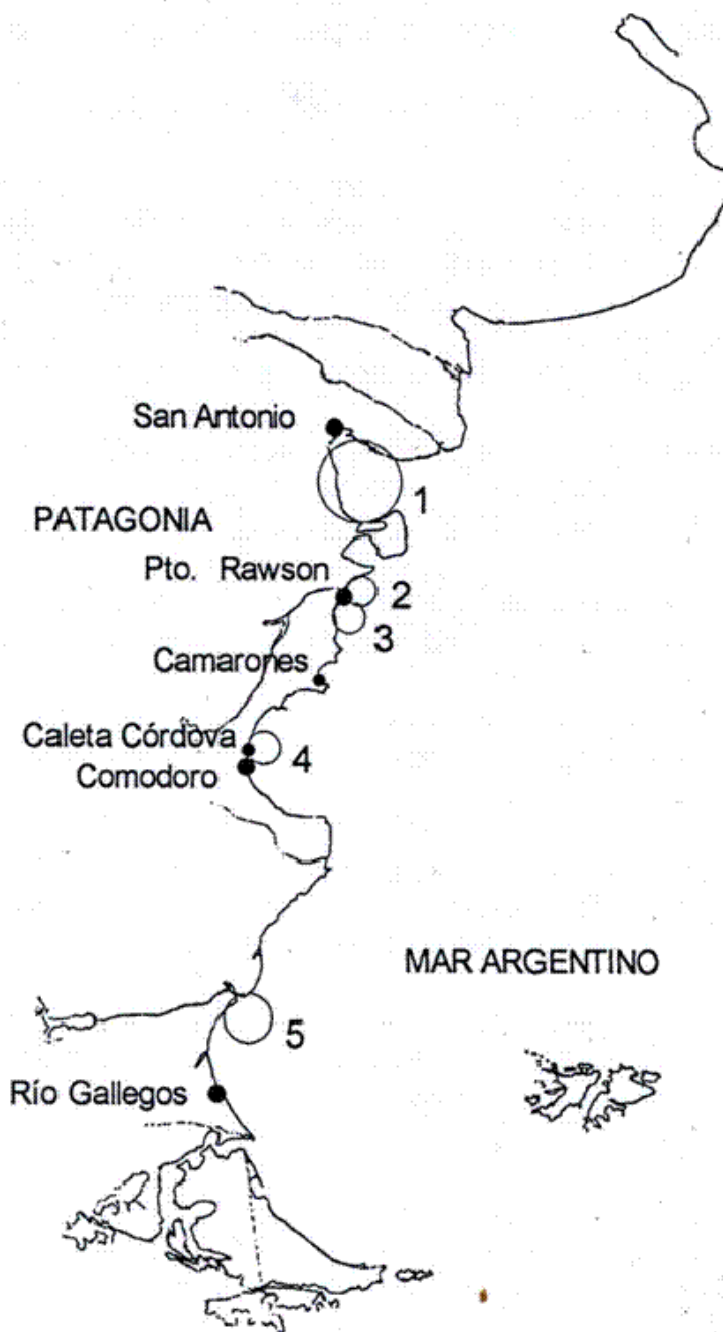 San Antonio
1
PATAGONIA
Pto. Rawson
2
3
Camarones
Caleta Córdova
4
Comodoro
MAR ARGENTINO
5
Río Gallegos